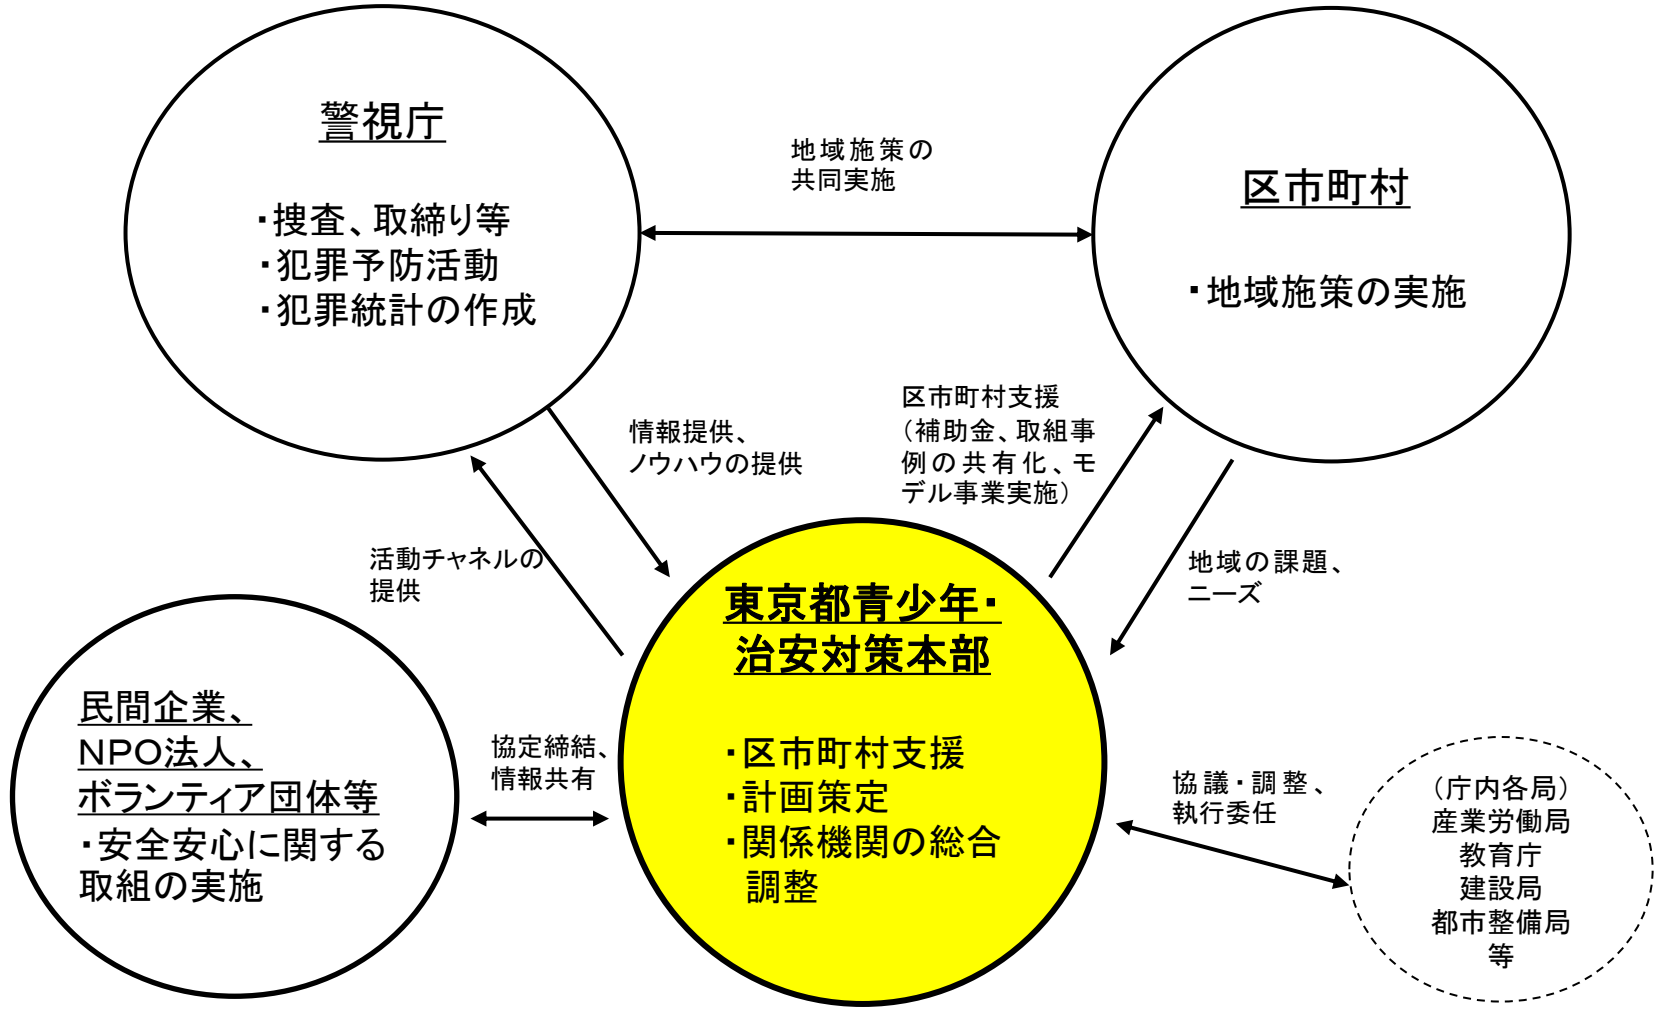 警視庁
・捜査、取締り等
・犯罪予防活動
・犯罪統計の作成
地域施策の
共同実施
区市町村
・地域施策の実施
情報提供、
ノウハウの提供
区市町村支援
（補助金、取組事
例の共有化、モ
デル事業実施）
活動チャネルの
提供
地域の課題、
ニーズ
東京都青少年・
治安対策本部
・区市町村支援
・計画策定
・関係機関の総合
調整
民間企業、
NPO法人、
ボランティア団体等
・安全安心に関する
取組の実施
協定締結、
情報共有
協議・調整、
執行委任
（庁内各局）
産業労働局
教育庁
建設局
都市整備局
等